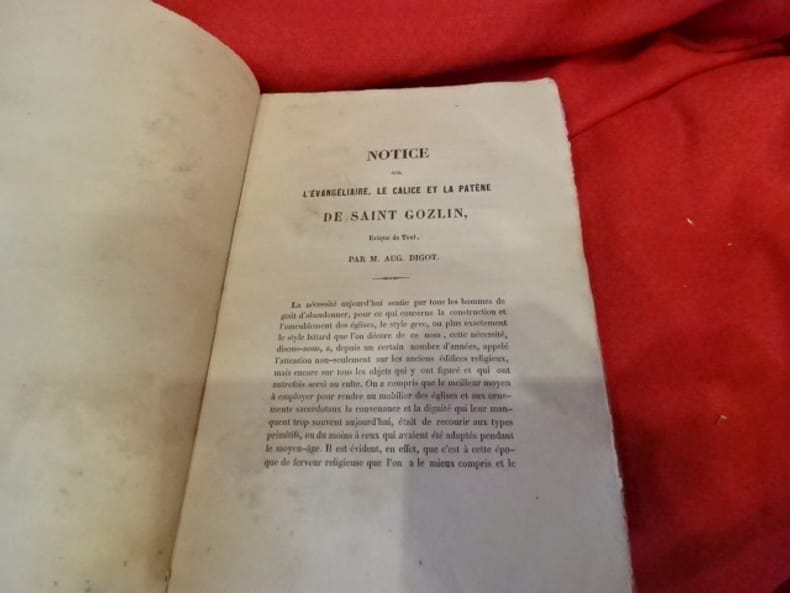 NOTICE
SUR
L'ÉVANGÉLIAIRE, LE CALICE ET LA PATÈNE
DE SAINT GOZLIN,
Evêque de Toul,
PAR M. AUG. DIGOT.
La nécessité aujourd'hui sentie par tous les hommes de
goût d'abandonner, pour ce qui concerne la construction et
l'ameublement des églises, le style grec, ou plus exactement
le style bâtard que l'on décore de ce nom, cette nécessité,
disons-nous, a, depuis un certain nombre d'années, appelé
l'attention non-seulement sur les anciens édifices religieux,
mais encore sur tous les objets qui y ont figuré et qui ont
autrefois servi au culte. On a compris que le meilleur moyen
à employer pour rendre au mobilier des églises et aux orne-
ments sacerdotaux la convenance et la dignité qui leur man-
quent trop souvent aujourd'hui, était de recourir aux types
primitifs, ou du moins à ceux qui avaient été adoptés pendant
le moyen-âge. Il est évident, en effet, que c'est à cette épo-
que de ferveur religieuse que l'on a le mieux compris et le